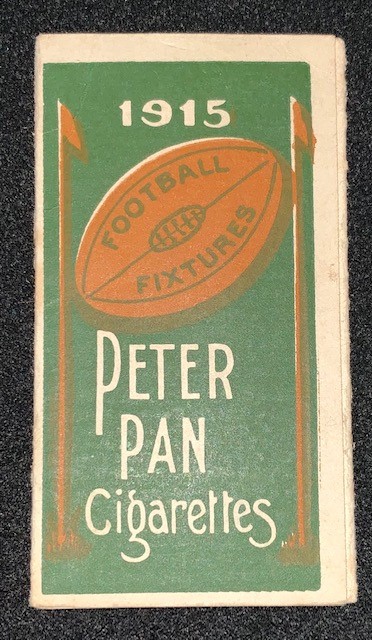 1915
FOOTBALL
FIXTURES
PETER
PAN
Cigarettes